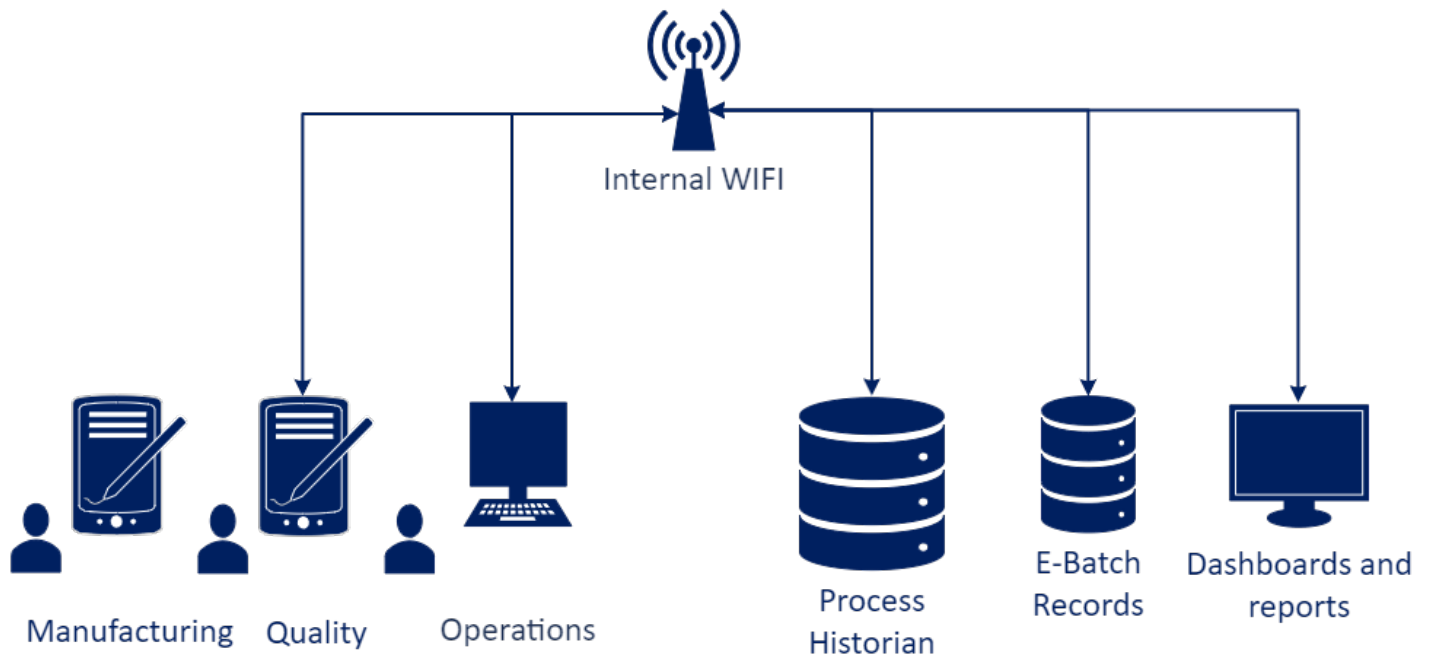 Internal WIFI
Manufacturing
Quality
Operations
Process
Historian
E-Batch
Records
Dashboards and
reports